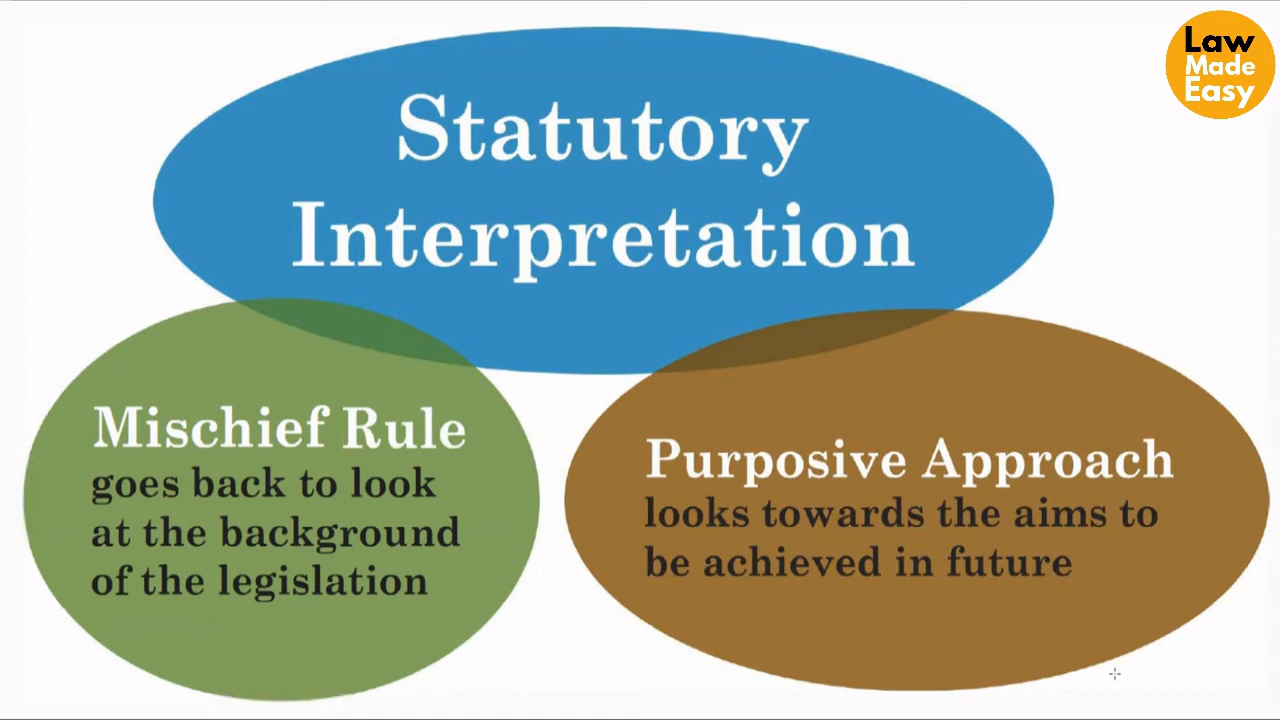 Law
Made
Easy
Statutory
Interpretation
Mischief Rule
goes back to look
at the background
of the legislation
Purposive Approach
looks towards the aims to
be achieved in future